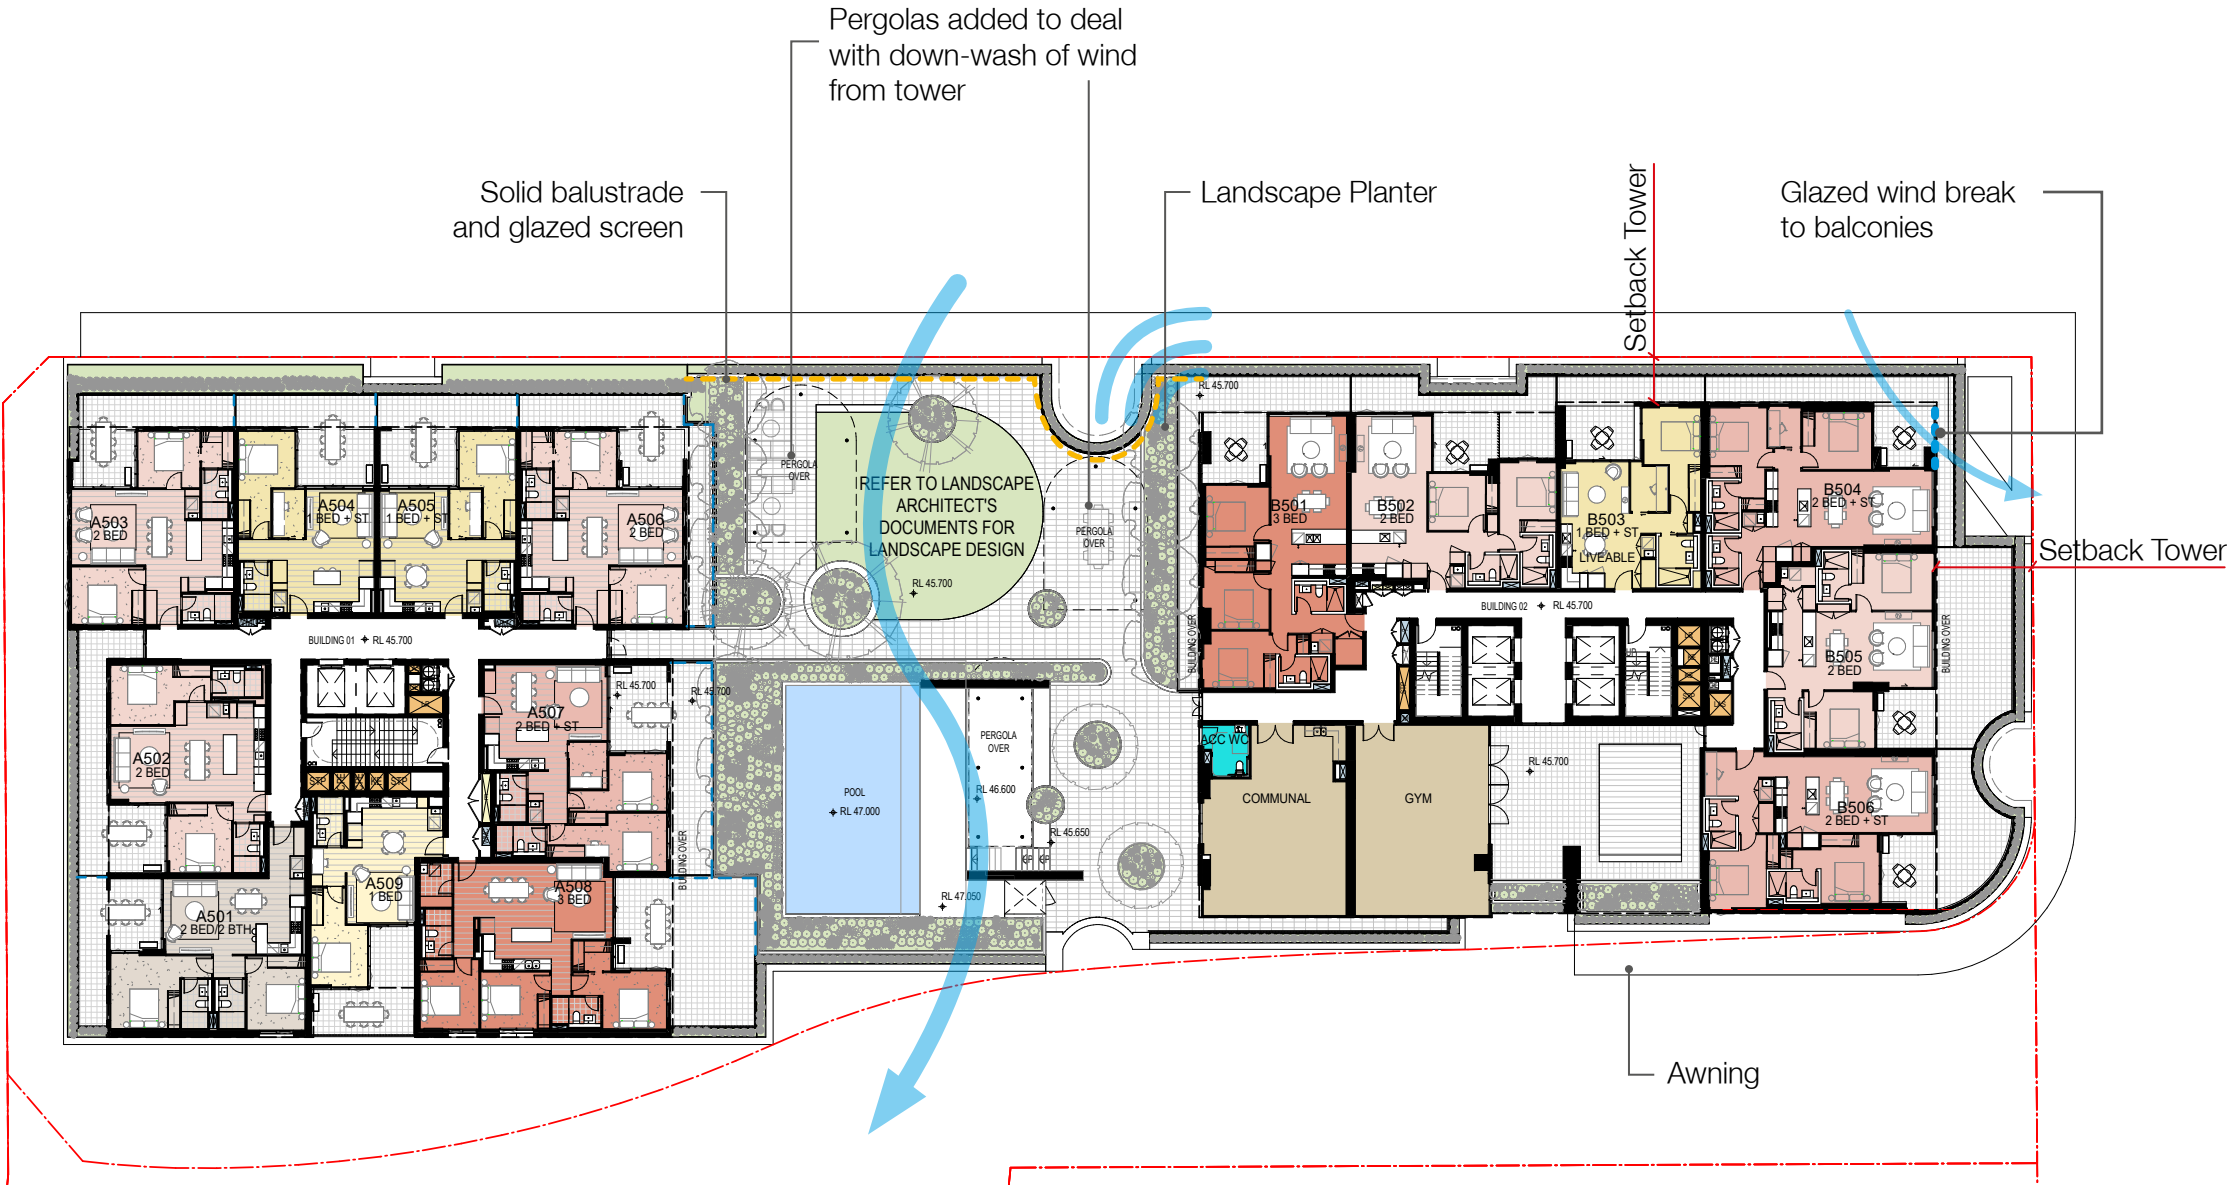 Pergolas added to deal
with down-wash of wind
from tower
Solid balustrade
and glazed screen
Landscape Planter
Setback Tower
Glazed wind break
to balconies
Setback Tower
Awning
A503
2 BED
A504
1 BED + ST
A505
1 BED + ST
A506
2 BED
PERGOLA
OVER
REFER TO LANDSCAPE
ARCHITECT'S
DOCUMENTS FOR
LANDSCAPE DESIGN
RL 45.700
PERGOLA
OVER
RL 45.700
B501
3 BED
B502
2 BED
B503
1 BED + ST
LIVEABLE
B504
2 BED + ST
BUILDING 01
RL 45.700
BUILDING 02
RL 45.700
BUILDING OVER
BUILDING OVER
B505
2 BED
A502
2 BED
A507
2 BED + ST
RL 45.700
RL 45.700
BUILDING OVER
POOL
RL 47.000
PERGOLA
OVER
RL 46.600
RL 45.650
RL 47.050
ACC WC
COMMUNAL
GYM
RL 45.700
B506
2 BED + ST
A501
2 BED/2 BTH
A509
1 BED
A508
3 BED